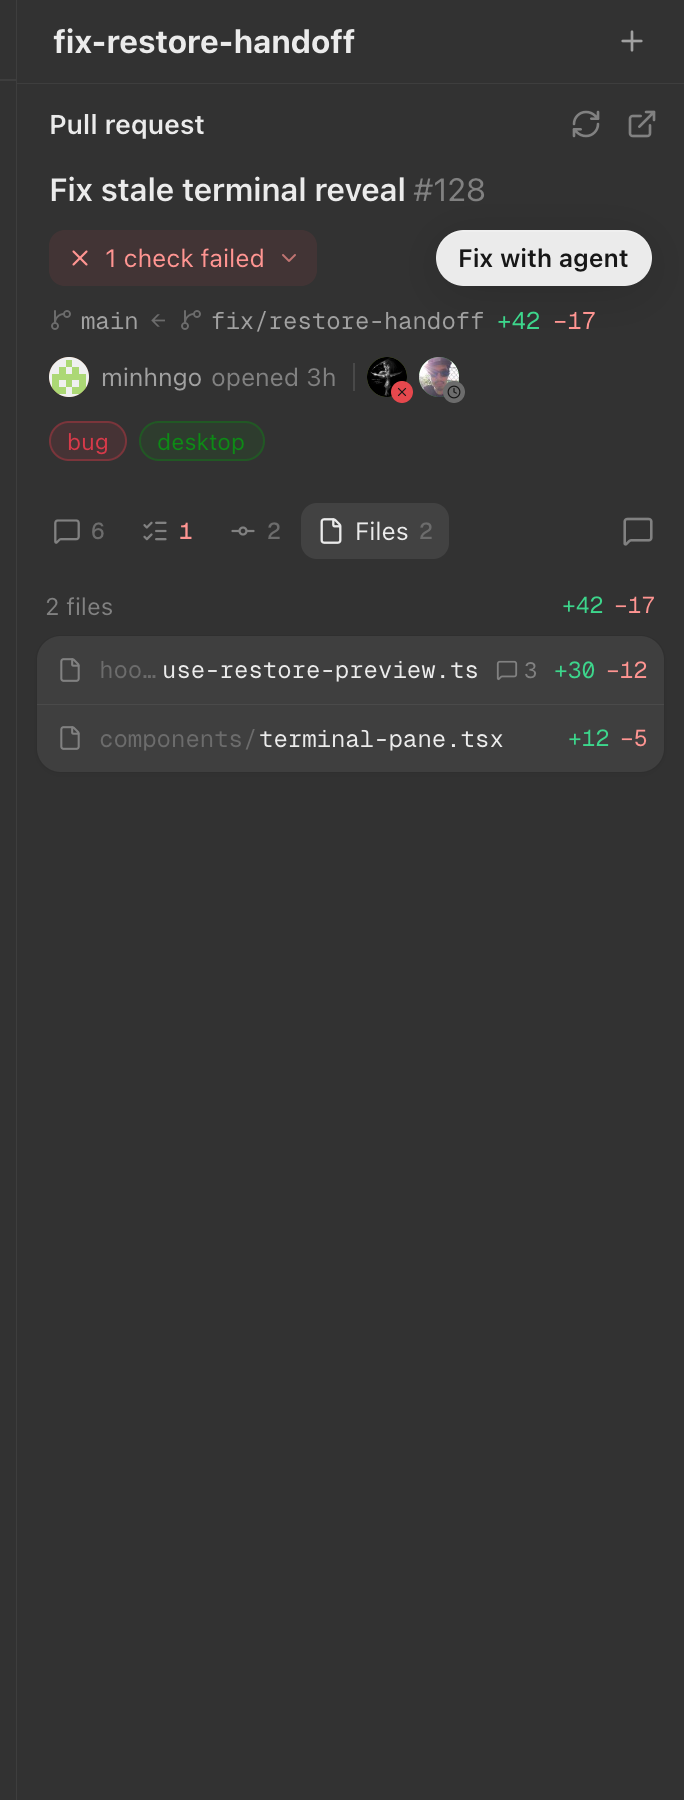 fix-restore-handoff
Pull request
Fix stale terminal reveal #128
1 check failed
Fix with agent
main ← fix/restore-handoff +42 −17
minhngo opened 3h
bug desktop
6 1 2 Files 2
2 files +42 −17
hoo… use-restore-preview.ts 3 +30 −12
components/terminal-pane.tsx +12 −5